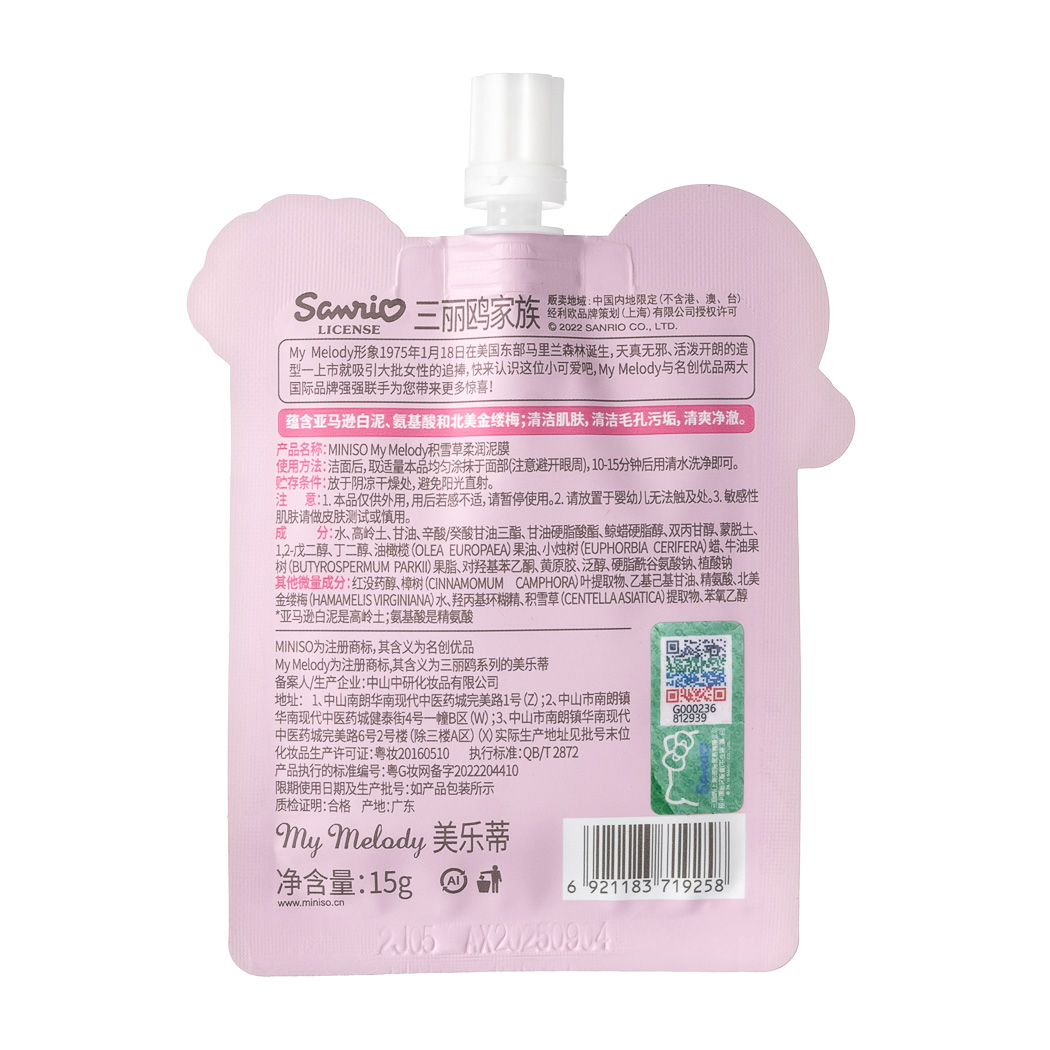 Sanrio
LICENSE
三丽鸥家族
贩卖地域:中国内地限定(不含港、澳、台)
经利欧品牌策划(上海)有限公司授权许可
© 2022 SANRIO CO., LTD.
My Melody形象1975年1月18日在美国东部马里兰森林诞生,天真无邪、活泼开朗的造
型一上市就吸引大批女性的追捧,快来认识这位小可爱吧,My Melody与名创优品两大
国际品牌强强联手为您带来更多惊喜!
蕴含亚马逊白泥、氨基酸和北美金缕梅;清洁肌肤,清洁毛孔污垢,清爽净澈。
产品名称:MINISO My Melody积雪草柔润泥膜
使用方法:洁面后,取适量本品均匀涂抹于面部(注意避开眼周),10-15分钟后用清水洗净即可。
贮存条件:放于阴凉干燥处,避免阳光直射。
注 意:1. 本品仅供外用,用后若感不适,请暂停使用。2. 请放置于婴幼儿无法触及处。3. 敏感性
肌肤请做皮肤测试或慎用。
成 分:水、高岭土、甘油、辛酸/癸酸甘油三酯、甘油硬脂酸酯、鲸蜡硬脂醇、双丙甘醇、蒙脱土、
1,2-戊二醇、丁二醇、油橄榄(OLEA EUROPAEA)果油、小烛树(EUPHORBIA CERIFERA)蜡、牛油果
树(BUTYROSPERMUM PARKII)果脂、对羟基苯乙酮、黄原胶、泛醇、硬脂酰谷氨酸钠、植酸钠
其他微量成分:红没药醇、樟树(CINNAMOMUM CAMPHORA)叶提取物、乙基己基甘油、精氨酸、北美
金缕梅(HAMAMELIS VIRGINIANA)水、羟丙基环糊精、积雪草(CENTELLA ASIATICA)提取物、苯氧乙醇
*亚马逊白泥是高岭土;氨基酸是精氨酸
MINISO为注册商标,其含义为名创优品
My Melody为注册商标,其含义为三丽鸥系列的美乐蒂
备案人/生产企业:中山中研化妆品有限公司
地址: 1、中山南朗华南现代中医药城完美路1号(Z);2、中山市南朗镇
华南现代中医药城健泰街4号一幢B区(W);3、中山市南朗镇华南现代
中医药城完美路6号2号楼(除三楼A区)(X)实际生产地址见批号末位
化妆品生产许可证:粤妆20160510 执行标准:QB/T 2872
产品执行的标准编号:粤G妆网备字2022204410
限期使用日期及生产批号:如产品包装所示
质检证明:合格 产地:广东
G000236
812939
Sanrio
My Melody 美乐蒂
净含量:15g
Al
www.miniso.cn
6 921183 719258
2J05 AX20250904